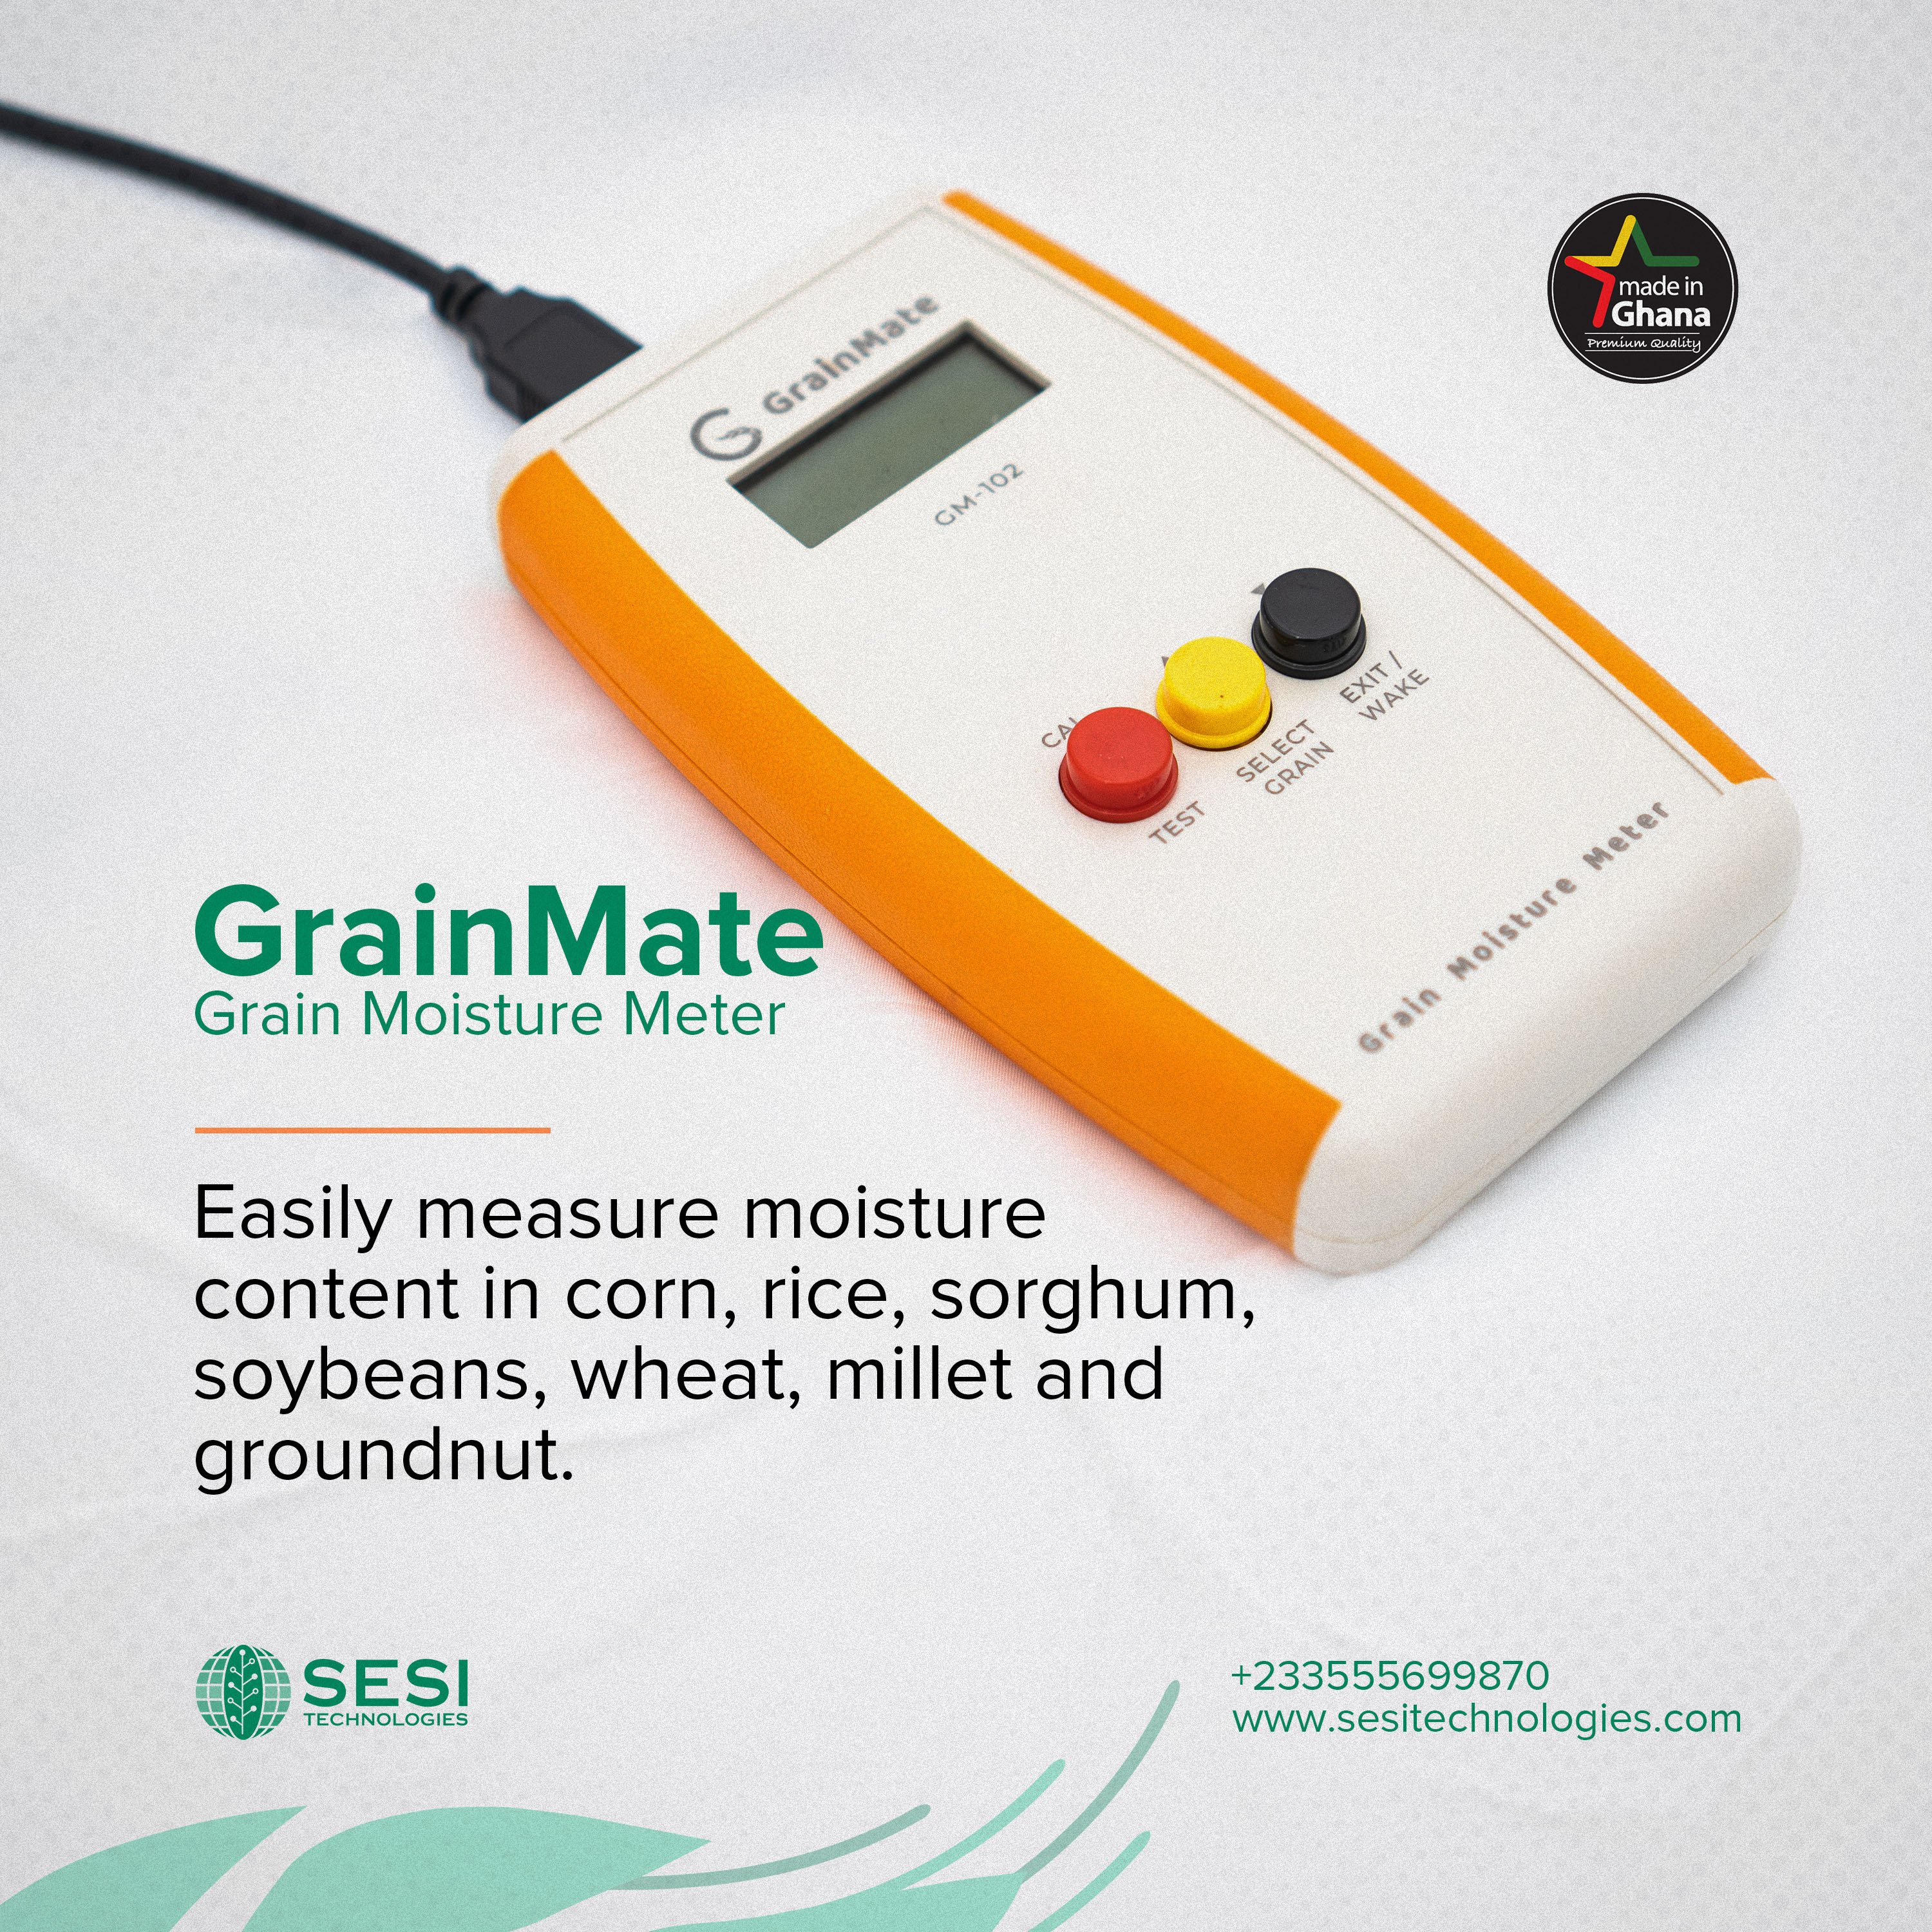 made in
Ghana
Premium Quality
GrainMate
GM-102
EXIT /
WAKE
SELECT
GRAIN
TEST
Grain Moisture Meter
GrainMate
Grain Moisture Meter
Easily measure moisture
content in corn, rice, sorghum,
soybeans, wheat, millet and
groundnut.
SESI
TECHNOLOGIES
+233555699870
www.sesitechnologies.com